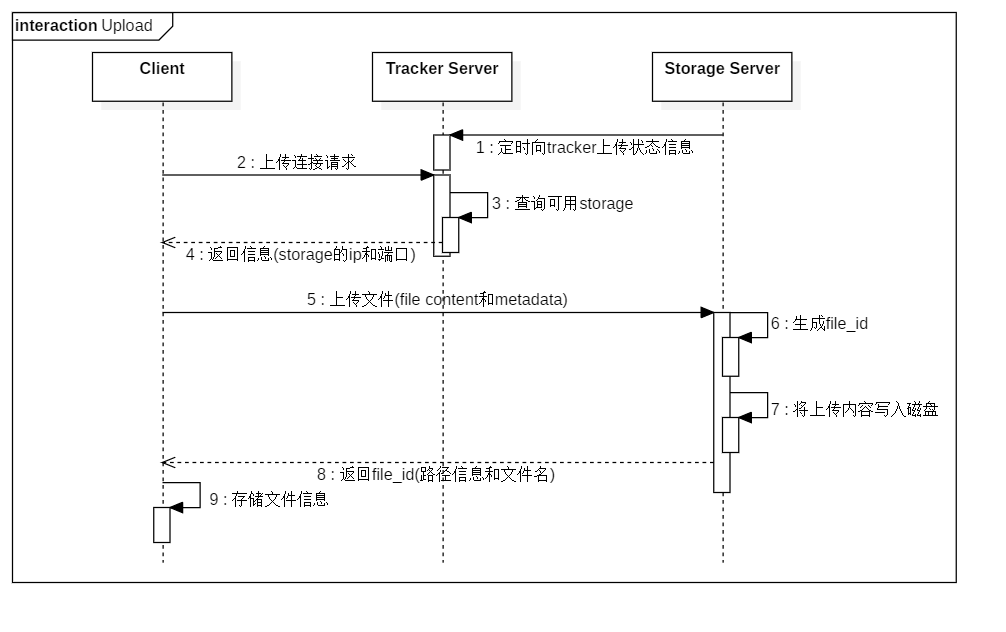 interaction Upload
Client
Tracker Server
Storage Server
1 : 定时向tracker上传状态信息
2 : 上传连接请求
3 : 查询可用storage
4 : 返回信息(storage的ip和端口)
5 : 上传文件(file content和metadata)
6 : 生成file_id
7 : 将上传内容写入磁盘
8 : 返回file_id(路径信息和文件名)
9 : 存储文件信息